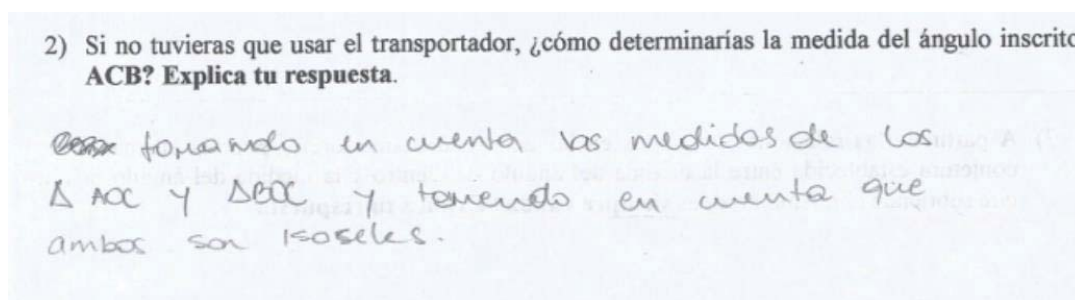 2) Si no tuvieras que usar el transportador, ¿cómo determinarías la medida del ángulo inscrito
ACB? Explica tu respuesta.
tomando en cuenta las medidas de los
Δ AOC y ΔBOC y teniendo en cuenta que
ambos son isoseles.